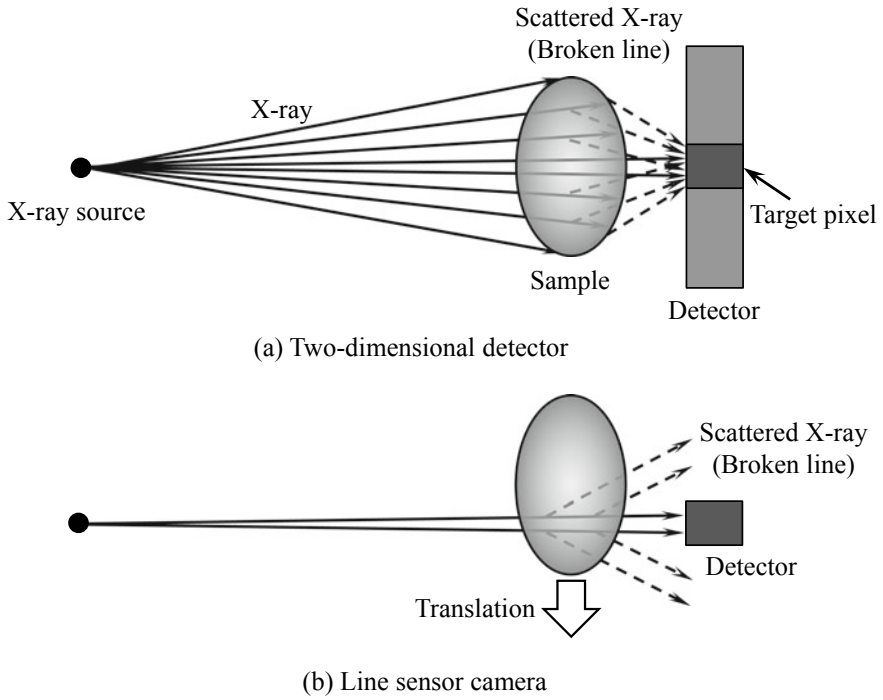 Scattered X-ray
(Broken line)
X-ray
X-ray source
Target pixel
Sample
Detector
(a) Two-dimensional detector
Scattered X-ray
(Broken line)
Detector
Translation
(b) Line sensor camera